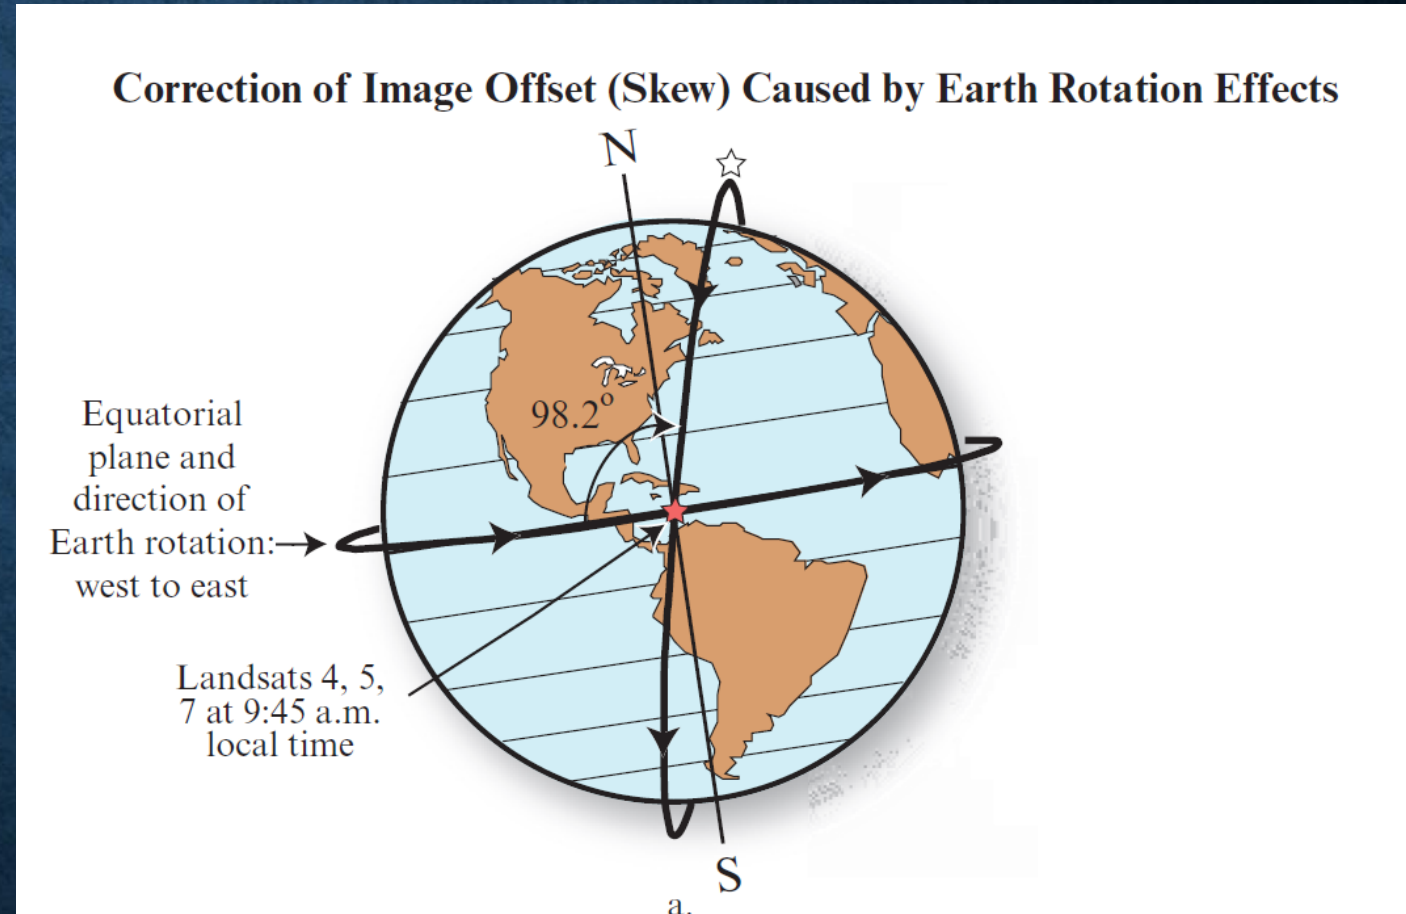 Correction of Image Offset (Skew) Caused by Earth Rotation Effects
N
98.2º
Equatorial
plane and
direction of
Earth rotation:
west to east
Landsats 4, 5,
7 at 9:45 a.m.
local time
S
a.